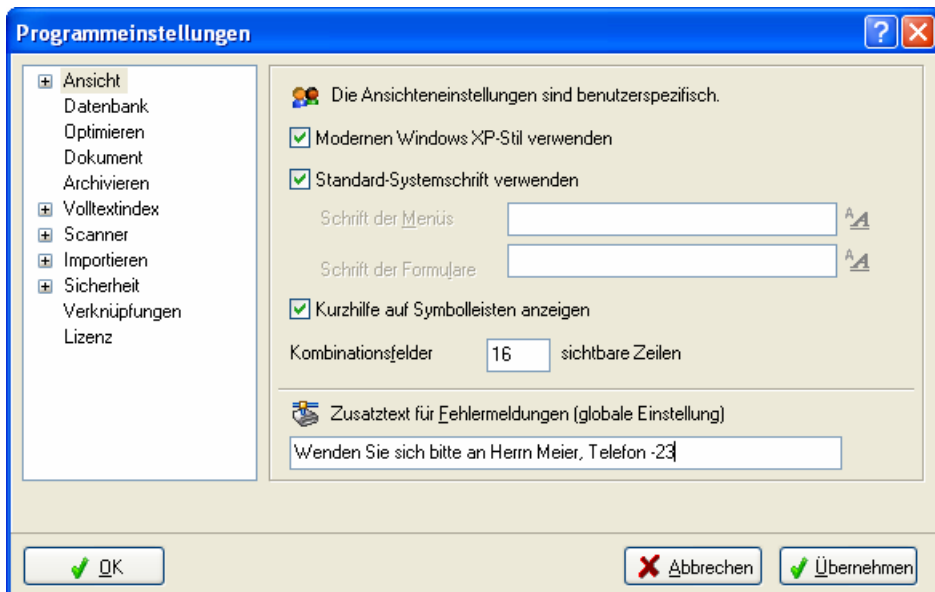 Programmeinstellungen
Ansicht
Datenbank
Optimieren
Dokument
Archivieren
Volltextindex
Scanner
Importieren
Sicherheit
Verknüpfungen
Lizenz
Die Ansichteneinstellungen sind benutzerspezifisch.
Modernen Windows XP-Stil verwenden
Standard-Systemschrift verwenden
Schrift der Menüs
Schrift der Formulare
Kurzhilfe auf Symbolleisten anzeigen
Kombinationsfelder 16 sichtbare Zeilen
Zusatztext für Fehlermeldungen (globale Einstellung)
Wenden Sie sich bitte an Herrn Meier, Telefon -23
OK Abbrechen Übernehmen